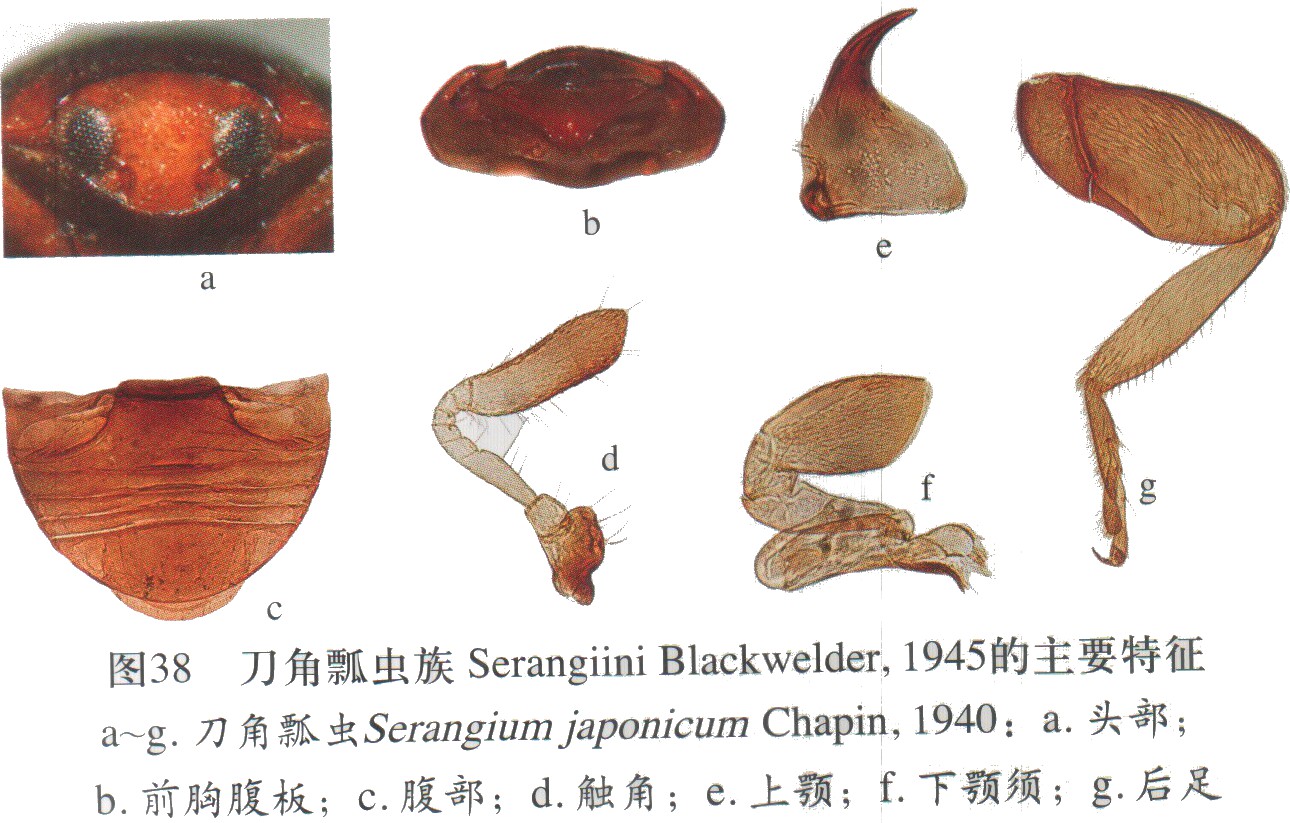 a
b
e
d
f
g
c
图38 刀角瓢虫族 Serangiini Blackwelder, 1945的主要特征
a~g. 刀角瓢虫Serangium japonicum Chapin, 1940：a. 头部；
b. 前胸腹板；c. 腹部；d. 触角；e. 上颚；f. 下颚须；g. 后足